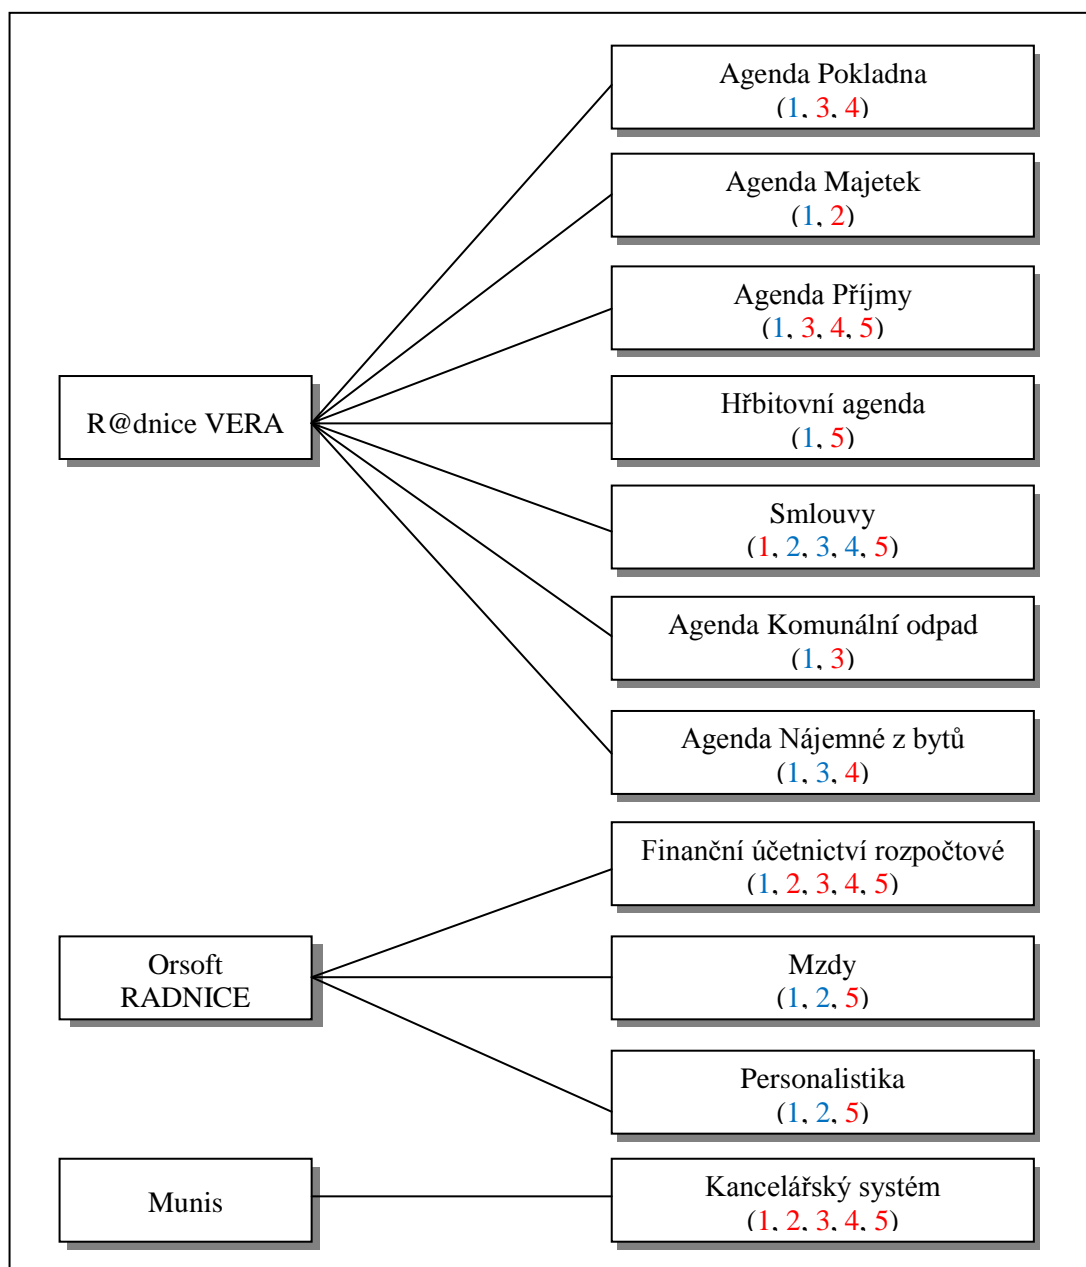 Agenda Pokladna
(1, 3, 4)
Agenda Majetek
(1, 2)
Agenda Příjmy
(1, 3, 4, 5)
R@dnice VERA
Hřbitovní agenda
(1, 5)
Smlouvy
(1, 2, 3, 4, 5)
Agenda Komunální odpad
(1, 3)
Agenda Nájemné z bytů
(1, 3, 4)
Finanční účetnictví rozpočtové
(1, 2, 3, 4, 5)
Orsoft
RADNICE
Mzdy
(1, 2, 5)
Personalistika
(1, 2, 5)
Munis
Kancelářský systém
(1, 2, 3, 4, 5)